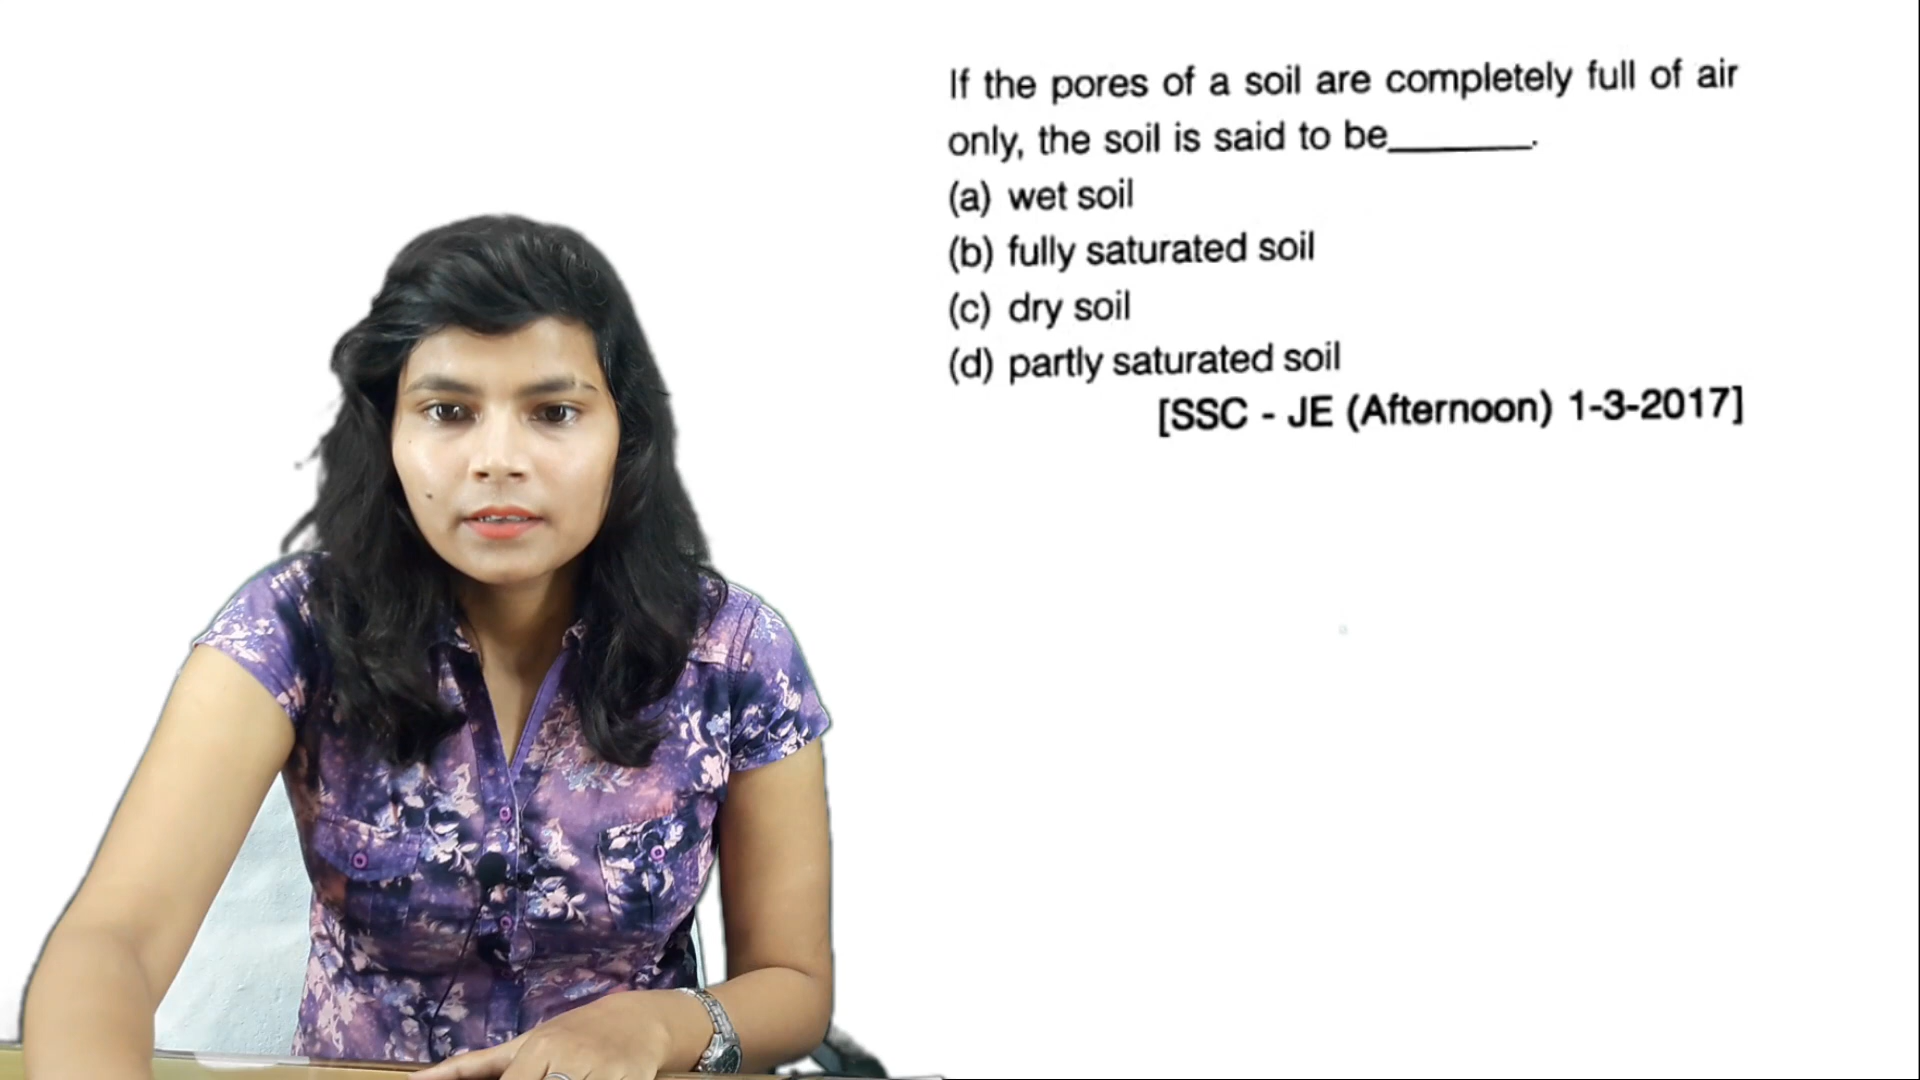 If the pores of a soil are completely full of air
only, the soil is said to be_______.
(a) wet soil
(b) fully saturated soil
(c) dry soil
(d) partly saturated soil
[SSC - JE (Afternoon) 1-3-2017]